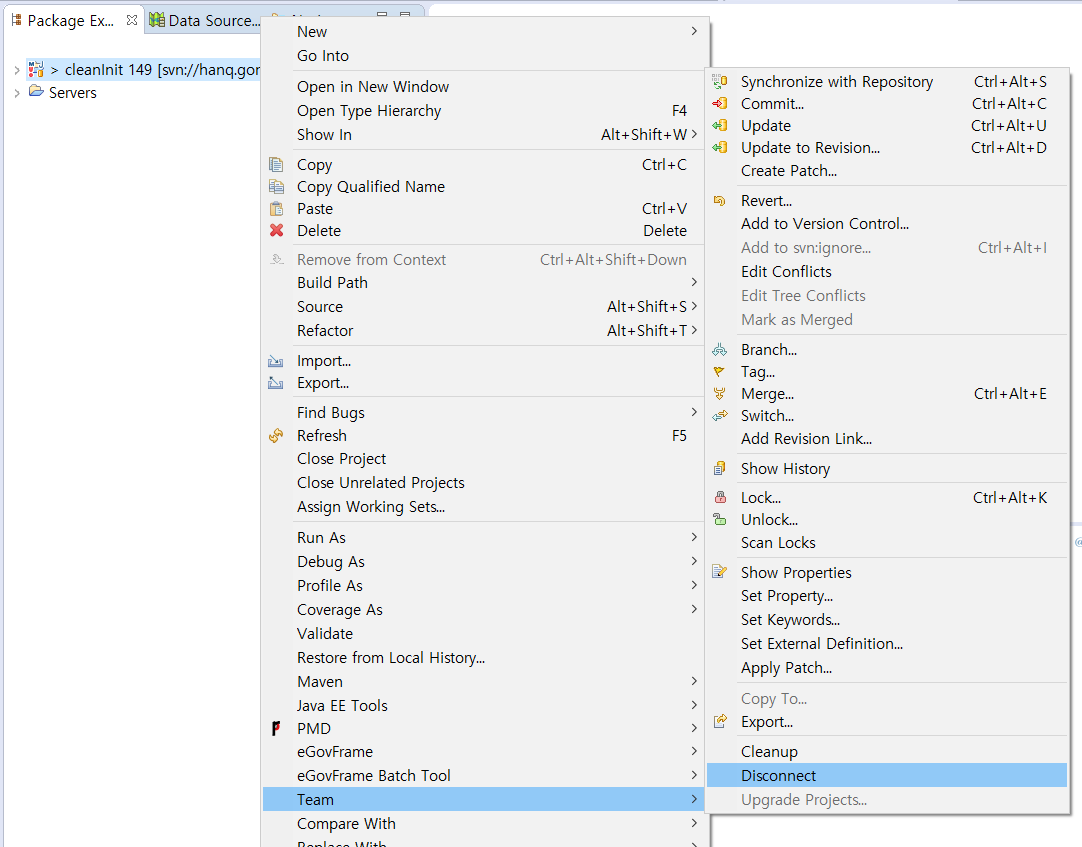 Package Ex...
Data Source...
> cleanInit 149 [svn://hanq.gor
Servers
New
Go Into
Open in New Window
Open Type Hierarchy F4
Show In Alt+Shift+W
Copy Ctrl+C
Copy Qualified Name
Paste Ctrl+V
Delete Delete
Remove from Context Ctrl+Alt+Shift+Down
Build Path
Source Alt+Shift+S
Refactor Alt+Shift+T
Import...
Export...
Find Bugs
Refresh F5
Close Project
Close Unrelated Projects
Assign Working Sets...
Run As
Debug As
Profile As
Coverage As
Validate
Restore from Local History...
Maven
Java EE Tools
PMD
eGovFrame
eGovFrame Batch Tool
Team
Compare With
Replace With
Synchronize with Repository Ctrl+Alt+S
Commit... Ctrl+Alt+C
Update Ctrl+Alt+U
Update to Revision... Ctrl+Alt+D
Create Patch...
Revert...
Add to Version Control...
Add to svn:ignore... Ctrl+Alt+I
Edit Conflicts
Edit Tree Conflicts
Mark as Merged
Branch...
Tag...
Merge... Ctrl+Alt+E
Switch...
Add Revision Link...
Show History
Lock... Ctrl+Alt+K
Unlock...
Scan Locks
Show Properties
Set Property...
Set Keywords...
Set External Definition...
Apply Patch...
Copy To...
Export...
Cleanup
Disconnect
Upgrade Projects...